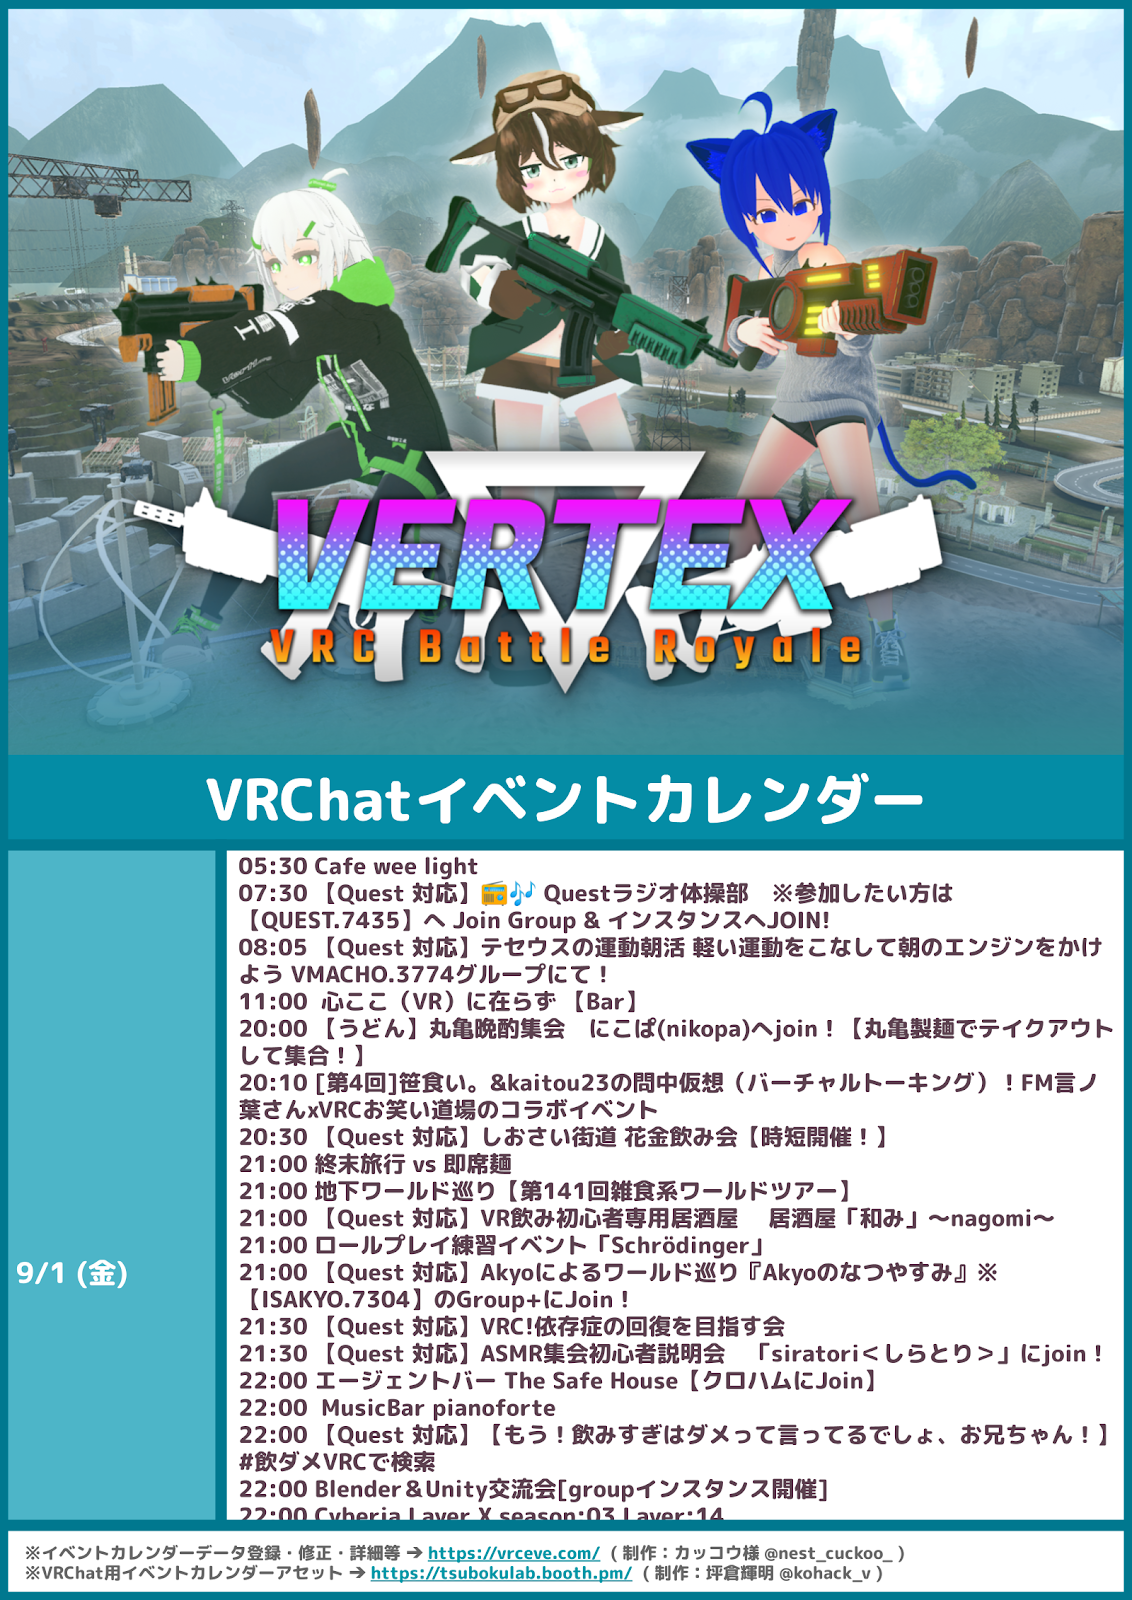 VERTEX
VRC Battle Royale
VRChatイベントカレンダー
9/1 (金)
05:30 Cafe wee light
07:30 【Quest 対応】📻🎶 Questラジオ体操部　※参加したい方は
【QUEST.7435】へ Join Group & インスタンスへJOIN!
08:05 【Quest 対応】テセウスの運動朝活 軽い運動をこなして朝のエンジンをかけ
よう VMACHO.3774グループにて！
11:00 心ここ（VR）に在らず 【Bar】
20:00 【うどん】丸亀晩酌集会　にこぱ(nikopa)へjoin！【丸亀製麺でテイクアウト
して集合！】
20:10 [第4回]笹食い。&kaitou23の問中仮想（バーチャルトーキング）！FM言ノ
葉さんxVRCお笑い道場のコラボイベント
20:30 【Quest 対応】しおさい街道 花金飲み会【時短開催！】
21:00 終末旅行 vs 即席麺
21:00 地下ワールド巡り【第141回雑食系ワールドツアー】
21:00 【Quest 対応】VR飲み初心者専用居酒屋　居酒屋「和み」～nagomi～
21:00 ロールプレイ練習イベント「Schrödinger」
21:00 【Quest 対応】Akyoによるワールド巡り『Akyoのなつやすみ』※
【ISAKYO.7304】のGroup+にJoin！
21:30 【Quest 対応】VRC!依存症の回復を目指す会
21:30 【Quest 対応】ASMR集会初心者説明会　「siratori＜しらとり＞」にjoin！
22:00 エージェントバー The Safe House【クロハムにJoin】
22:00 MusicBar pianoforte
22:00 【Quest 対応】【もう！飲みすぎはダメって言ってるでしょ、お兄ちゃん！】
#飲ダメVRCで検索
22:00 Blender＆Unity交流会[groupインスタンス開催]
22:00 Cyberia Layer X season:03 Layer:14
※イベントカレンダーデータ登録・修正・詳細等 → https://vrceve.com/ ( 制作：カッコウ様 @nest_cuckoo_ )
※VRChat用イベントカレンダーアセット → https://tsubokulab.booth.pm/ ( 制作：坪倉輝明 @kohack_v )